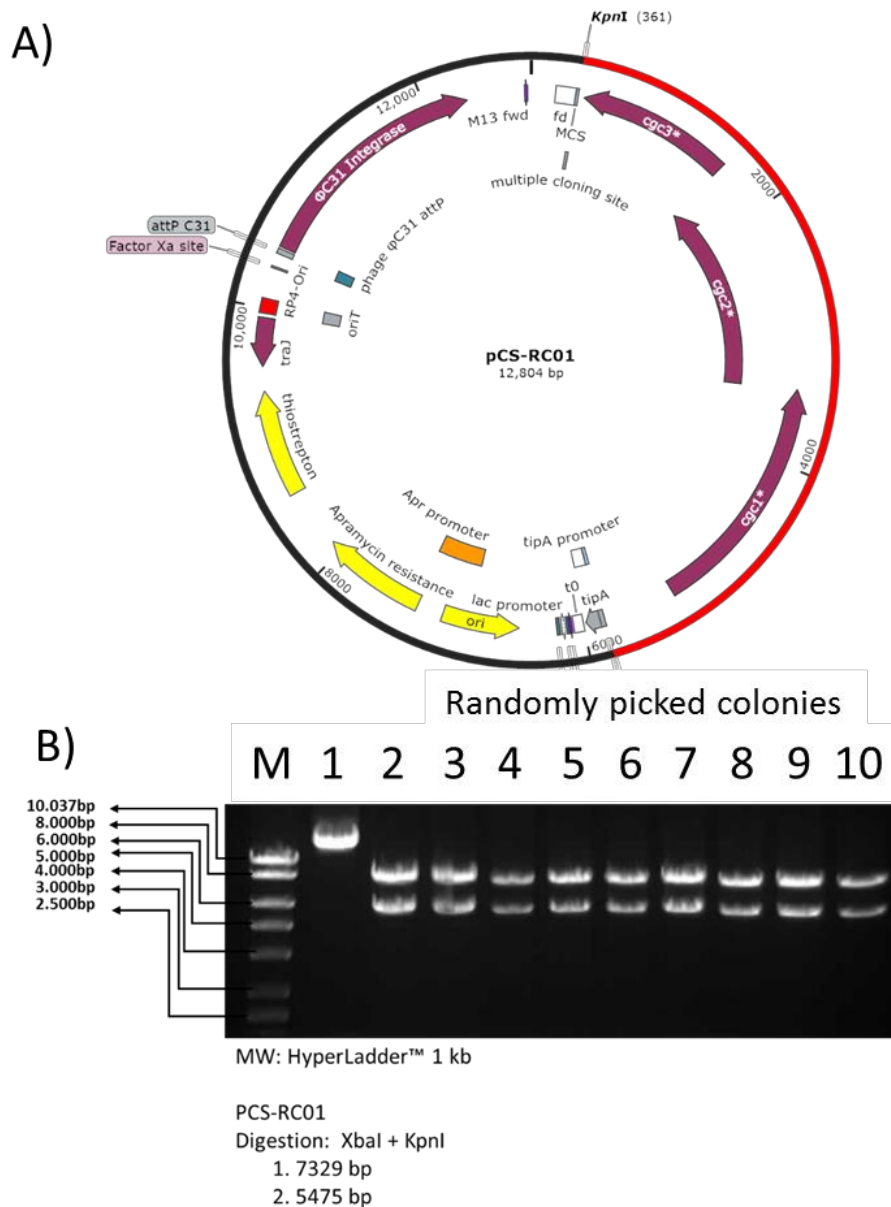 A)
KpnI (361)
12,000
M13 fwd
fd
MCS
cgc3*
2000
multiple cloning site
ΦC31 Integrase
attP C31
Factor Xa site
phage φC31 attP
RP4-Ori
oriT
10,000
traJ
cgc2*
pCS-RC01
12,804 bp
thiostrepton
4000
cgc1*
Apr promoter
tipA promoter
Apramycin resistance
8000
lac promoter
t0
tipA
ori
6000
Randomly picked colonies
B)
M 1 2 3 4 5 6 7 8 9 10
10.037bp
8.000bp
6.000bp
5.000bp
4.000bp
3.000bp
2.500bp
MW: HyperLadder™ 1 kb
PCS-RC01
Digestion: XbaI + KpnI
1. 7329 bp
2. 5475 bp